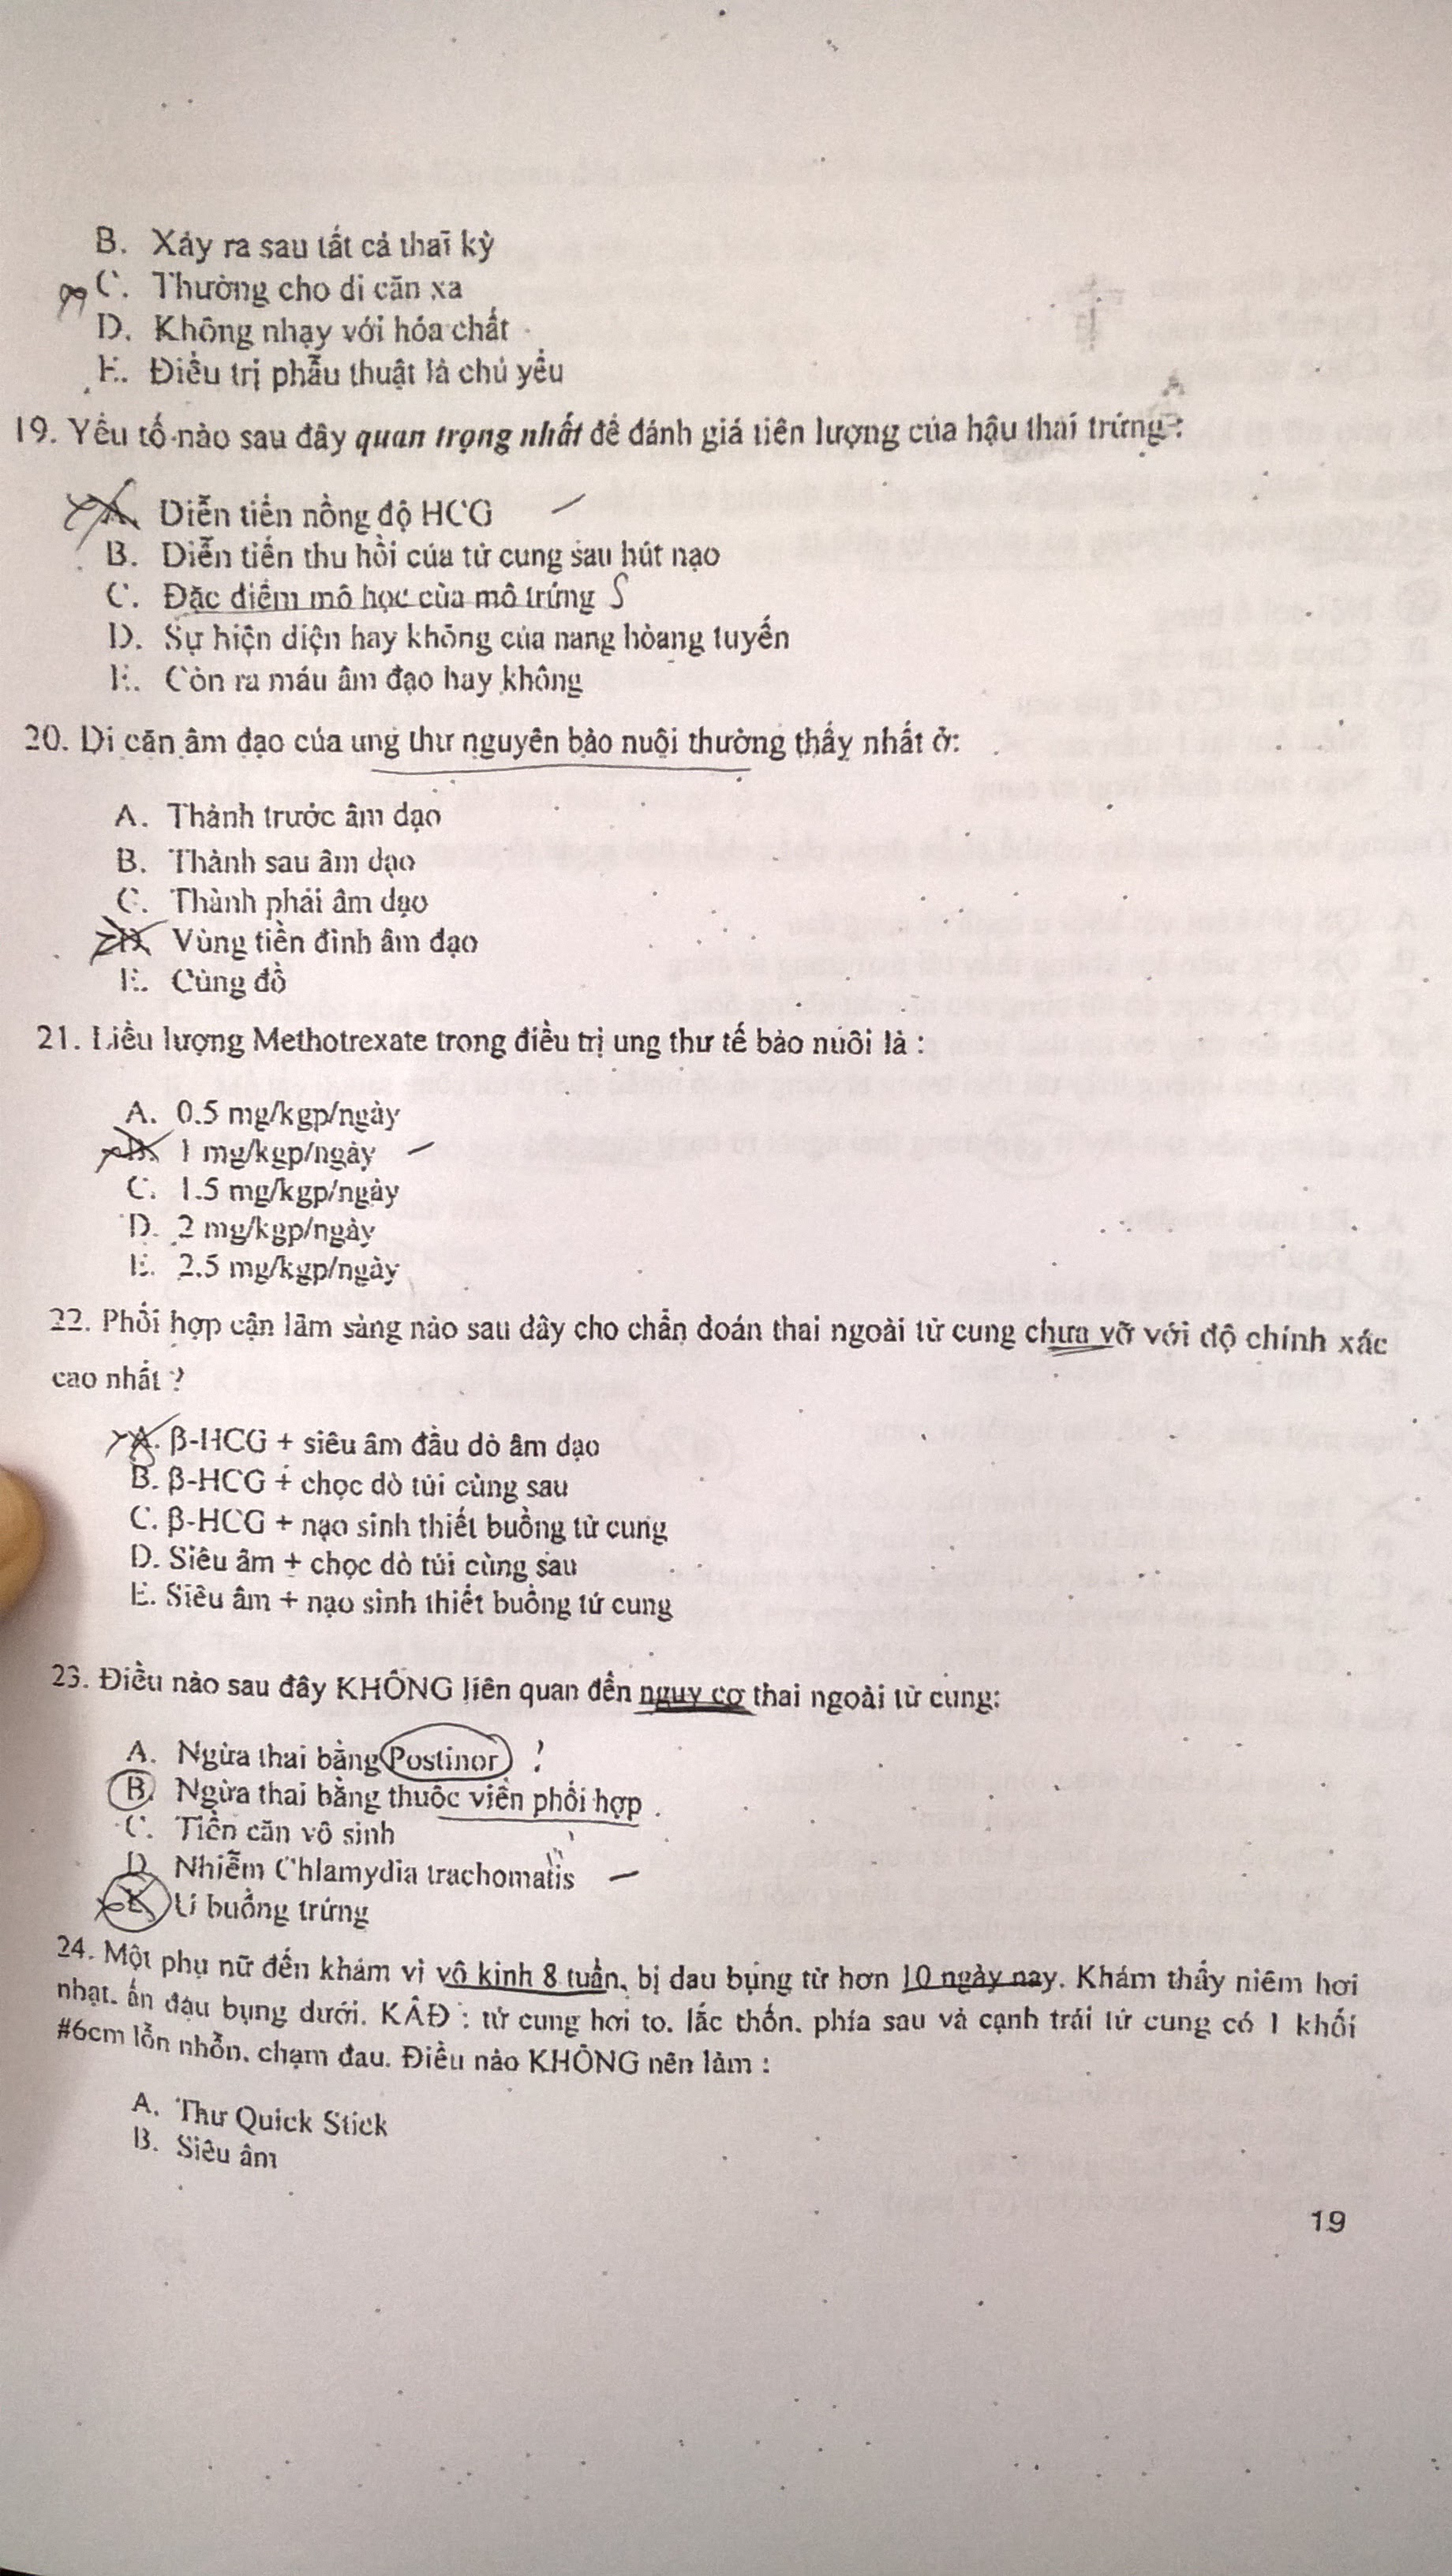 B. Xảy ra sau tất cả thai kỳ
C. Thường cho di căn xa
D. Không nhạy với hóa chất
E. Điều trị phẫu thuật là chủ yếu
19. Yếu tố nào sau đây quan trọng nhất để đánh giá tiên lượng của hậu thai trứng ?
A. Diễn tiến nồng độ HCG
B. Diễn tiến thu hồi của tử cung sau hút nạo
C. Đặc điểm mô học của mô trứng S
D. Sự hiện diện hay không của nang hòang tuyến
E. Còn ra máu âm đạo hay không
20. Di căn âm đạo của ung thư nguyên bào nuôi thường thấy nhất ở:
A. Thành trước âm đạo
B. Thành sau âm đạo
C. Thành phải âm đạo
D. Vùng tiền đình âm đạo
E. Cùng đồ
21. Liều lượng Methotrexate trong điều trị ung thư tế bào nuôi là :
A. 0.5 mg/kgp/ngày
B. 1 mg/kgp/ngày
C. 1.5 mg/kgp/ngày
D. 2 mg/kgp/ngày
E. 2.5 mg/kgp/ngày
22. Phối hợp cận lâm sàng nào sau đây cho chẩn đoán thai ngoài tử cung chưa vỡ với độ chính xác
cao nhất ?
A. β-HCG + siêu âm đầu dò âm đạo
B. β-HCG + chọc dò túi cùng sau
C. β-HCG + nạo sinh thiết buồng tử cung
D. Siêu âm + chọc dò túi cùng sau
E. Siêu âm + nạo sinh thiết buồng tử cung
23. Điều nào sau đây KHÔNG liên quan đến nguy cơ thai ngoài tử cung:
A. Ngừa thai bằng Postinor ?
B. Ngừa thai bằng thuốc viên phối hợp
C. Tiền căn vô sinh
D. Nhiễm Chlamydia trachomatis
E. U buồng trứng
24. Một phụ nữ đến khám vì vô kinh 8 tuần, bị đau bụng từ hơn 10 ngày nay. Khám thấy niêm hơi
nhạt, ấn đau bụng dưới. KÂĐ : tử cung hơi to, lắc thốn, phía sau và cạnh trái tử cung có 1 khối
#6cm lổn nhổn, chạm đau. Điều nào KHÔNG nên làm :
A. Thư Quick Stick
B. Siêu âm
19